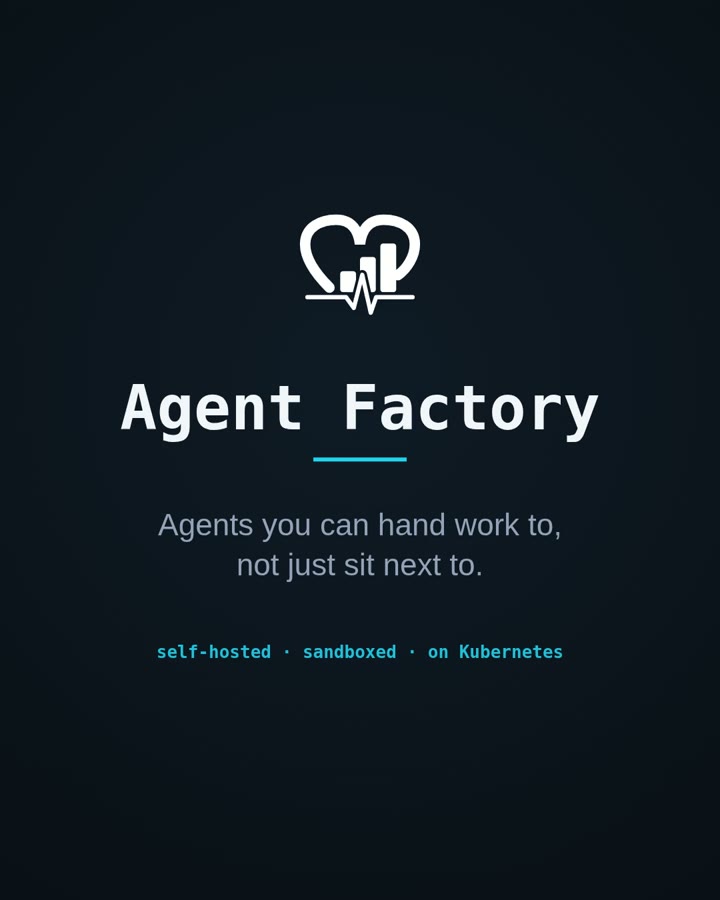 Agent Factory
Agents you can hand work to,
not just sit next to.
self-hosted · sandboxed · on Kubernetes